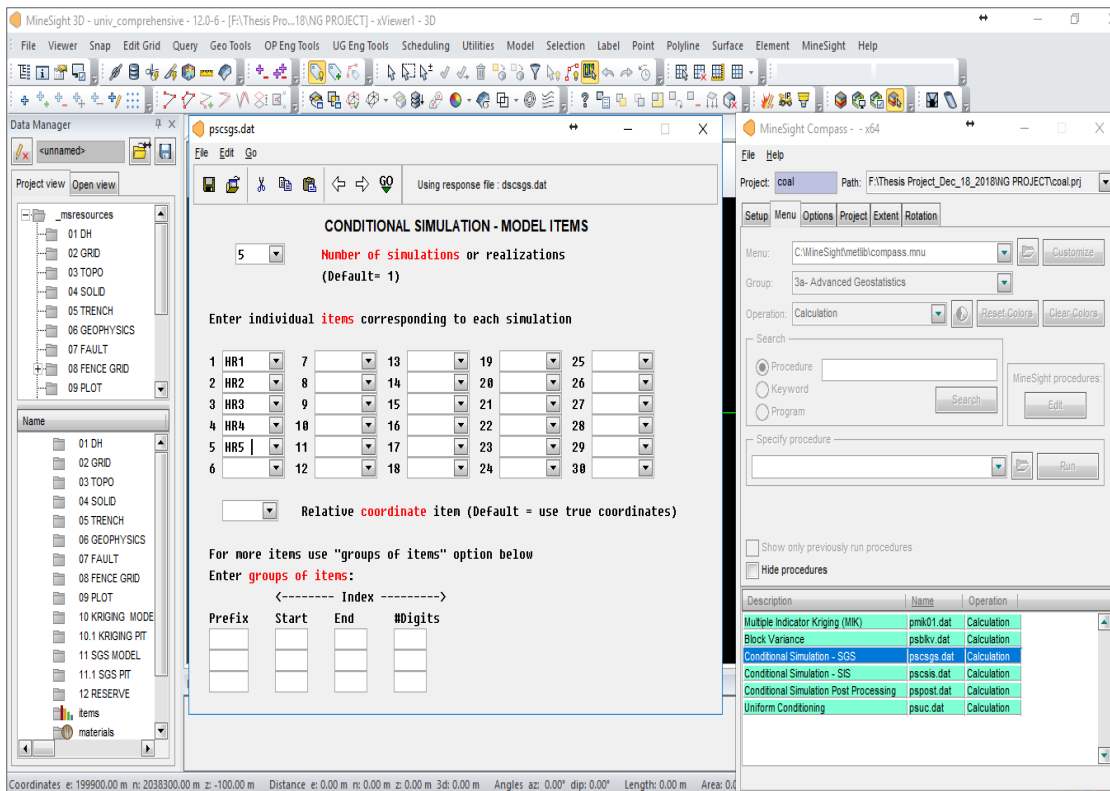 MineSight 3D - univ_comprehensive - 12.0-6 - [F:\Thesis Pro...18\NG PROJECT] - xViewer1 - 3D
File Viewer Snap Edit Grid Query Geo Tools OP Eng Tools UG Eng Tools Scheduling Utilities Model Selection Label Point Polyline Surface Element MineSight Help
Data Manager
<unnamed>
Project view Open view
_msresources
01 DH
02 GRID
03 TOPO
04 SOLID
05 TRENCH
06 GEOPHYSICS
07 FAULT
08 FENCE GRID
09 PLOT
Name
01 DH
02 GRID
03 TOPO
04 SOLID
05 TRENCH
06 GEOPHYSICS
07 FAULT
08 FENCE GRID
09 PLOT
10 KRIGING MODE
10.1 KRIGING PIT
11 SGS MODEL
11.1 SGS PIT
12 RESERVE
items
materials
pscsgs.dat
File Edit Go
GO Using response file : dscsgs.dat
CONDITIONAL SIMULATION - MODEL ITEMS
5 Number of simulations or realizations
(Default= 1)
Enter individual items corresponding to each simulation
1 HR1 7 13 19 25
2 HR2 8 14 20 26
3 HR3 9 15 21 27
4 HR4 10 16 22 28
5 HR5 11 17 23 29
6 12 18 24 30
Relative coordinate item (Default = use true coordinates)
For more items use "groups of items" option below
Enter groups of items:
<-------- Index --------->
Prefix Start End #Digits
MineSight Compass - - x64
File Help
Project: coal Path: F:\Thesis Project_Dec_18_2018\NG PROJECT\coal.prj
Setup Menu Options Project Extent Rotation
Menu: C:\MineSight\metlib\compass.mnu Customize
Group: 3a- Advanced Geostatistics
Operation: Calculation Reset Colors Clear Colors
Search
Procedure
Keyword
Program
Search
MineSight procedures:
Edit
Specify procedure
Run
Show only previously run procedures
Hide procedures
Description Name Operation
Multiple Indicator Kriging (MIK) pmik01.dat Calculation
Block Variance psblkv.dat Calculation
Conditional Simulation - SGS pscsgs.dat Calculation
Conditional Simulation - SIS pscsis.dat Calculation
Conditional Simulation Post Processing pspost.dat Calculation
Uniform Conditioning psuc.dat Calculation
Coordinates e: 199900.00 m n: 2038300.00 m z: -100.00 m Distance e: 0.00 m n: 0.00 m z: 0.00 m 3d: 0.00 m Angles az: 0.00° dip: 0.00° Length: 0.00 m Area: 0.0